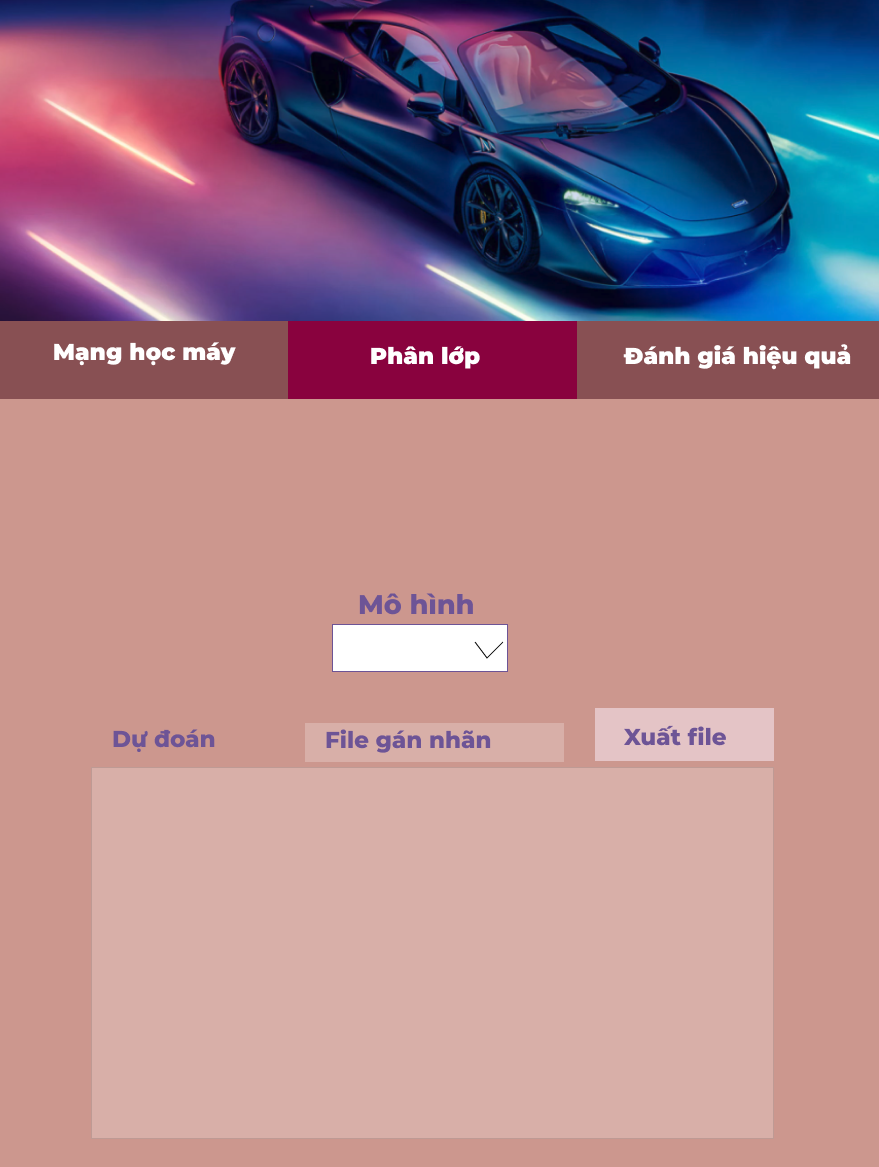 Mạng học máy
Phân lớp
Đánh giá hiệu quả
Mô hình
Dự đoán
File gán nhãn
Xuất file